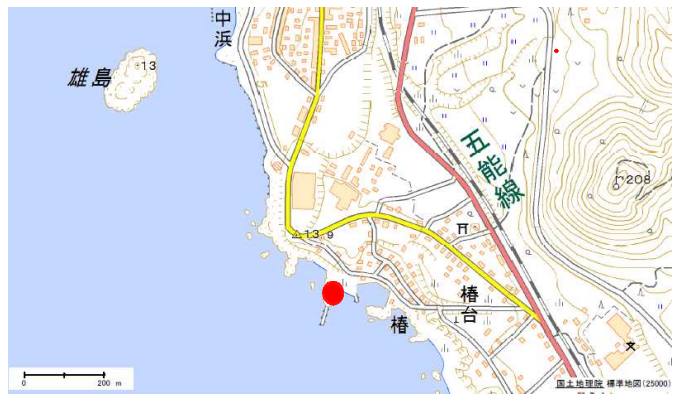 中浜
雄島
13
五能線
208
13.9
椿台
椿
文
0 200 m
国土地理院 標準地図(25000)